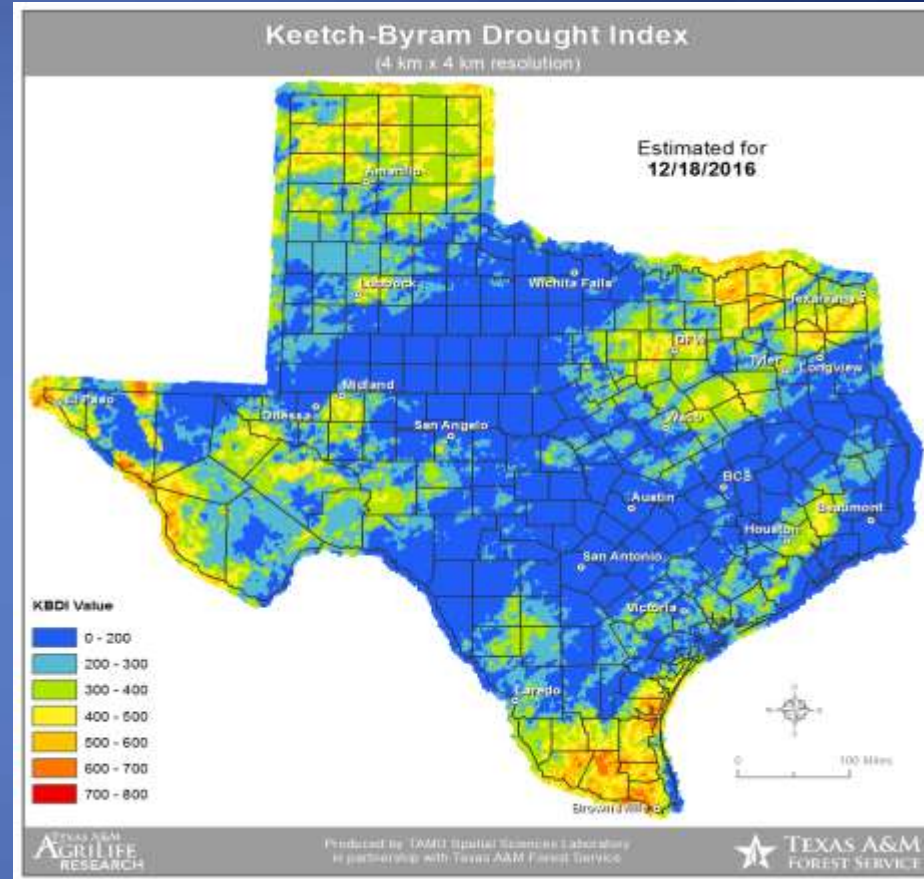 Keetch-Byram Drought Index
(4 km x 4 km resolution)
Estimated for
12/18/2016
Amarillo
Lubbock
Wichita Falls
Texarkana
DFW
Tyler
Longview
El Paso
Midland
Odessa
San Angelo
Waco
BCS
Austin
Beaumont
Houston
San Antonio
Victoria
Laredo
Brownsville
KBDI Value
0 - 200
200 - 300
300 - 400
400 - 500
500 - 600
600 - 700
700 - 800
0 100 Miles
TEXAS A&M
AGRILIFE
RESEARCH
Produced by TAMU Spatial Sciences Laboratory
in partnership with Texas A&M Forest Service
TEXAS A&M
FOREST SERVICE